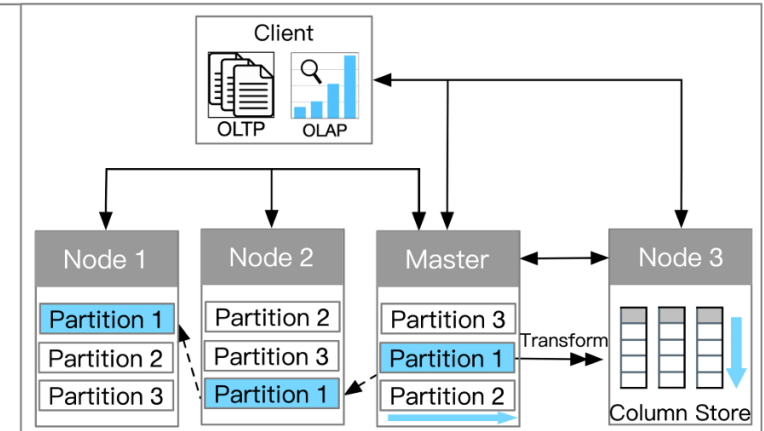 Client
OLTP
OLAP
Node 1
Node 2
Master
Node 3
Partition 1
Partition 2
Partition 3
Partition 2
Partition 3
Partition 1
Partition 3
Partition 1
Partition 2
Transform
Column Store